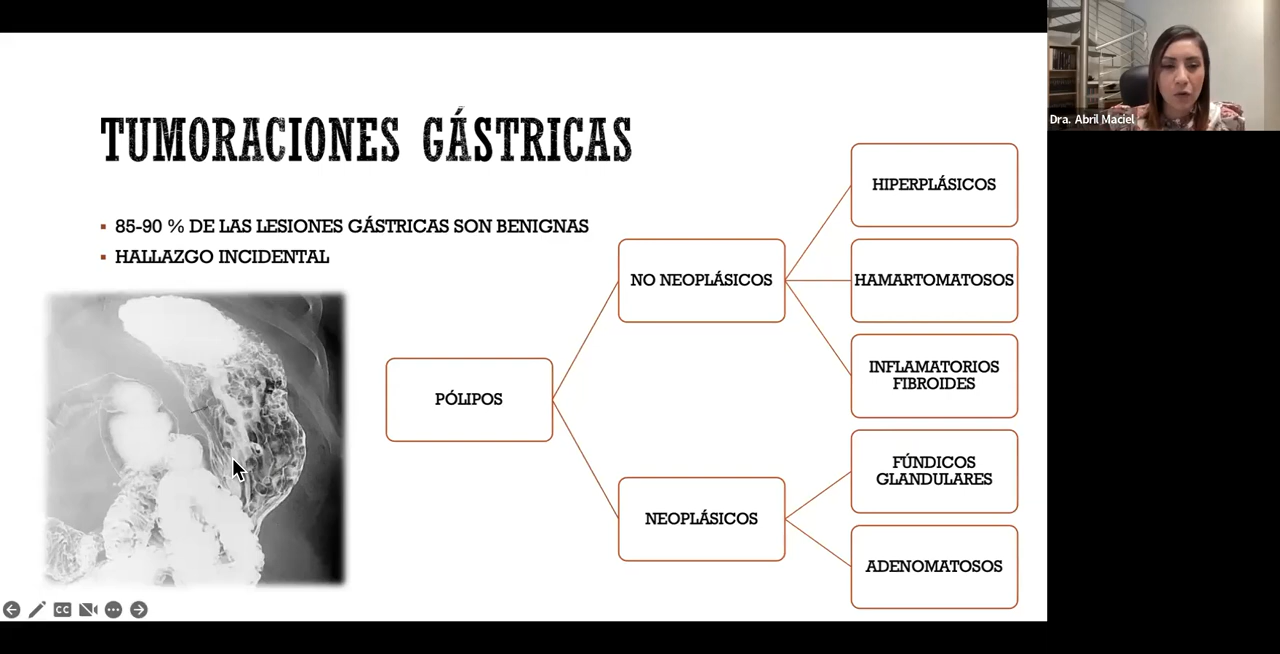 TUMORACIONES GÁSTRICAS
▪ 85-90 % DE LAS LESIONES GÁSTRICAS SON BENIGNAS
▪ HALLAZGO INCIDENTAL
PÓLIPOS
NO NEOPLÁSICOS
HIPERPLÁSICOS
HAMARTOMATOSOS
INFLAMATORIOS
FIBROIDES
NEOPLÁSICOS
FÚNDICOS
GLANDULARES
ADENOMATOSOS
Dra. Abril Maciel
CC